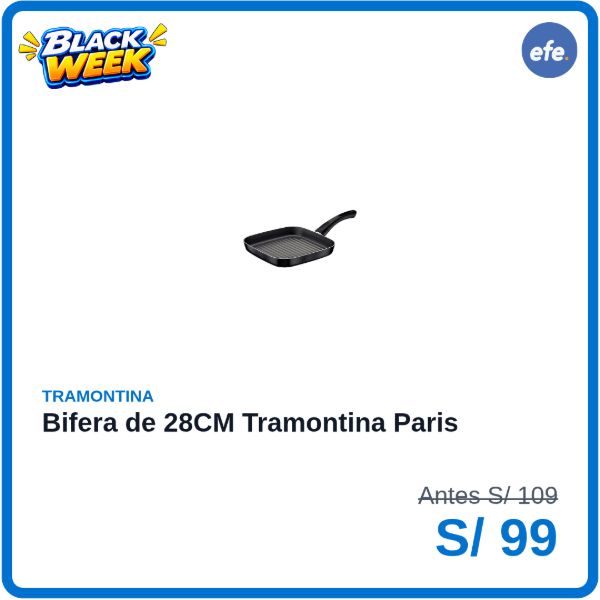 BLACK
WEEK
efe.
TRAMONTINA
Bifera de 28CM Tramontina Paris
Antes S/ 109
S/ 99